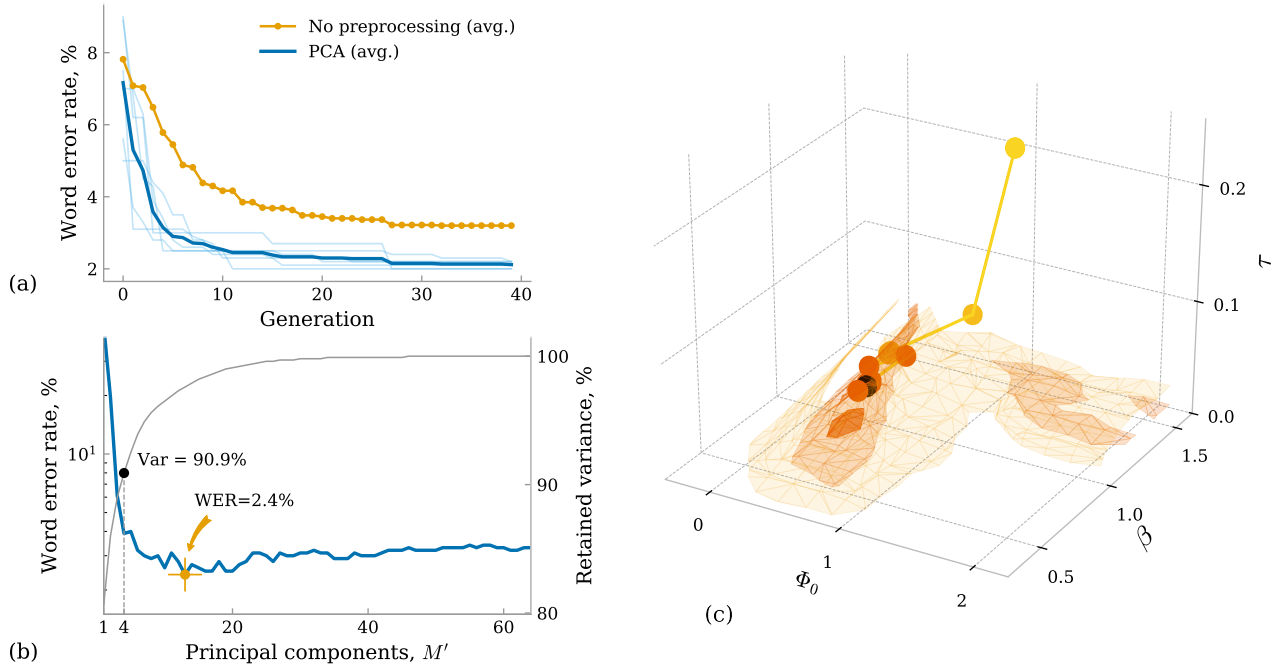 No preprocessing (avg.)
PCA (avg.)
Word error rate, %
8
6
4
2
0 10 20 30 40
Generation
(a)
Word error rate, %
10¹
Var = 90.9%
WER=2.4%
100
90
80
Retained variance, %
1 4 20 40 60
Principal components, M′
(b)
0.2
0.1
0.0
τ
1.5
1.0
0.5
β
0
1
2
Φ₀
(c)